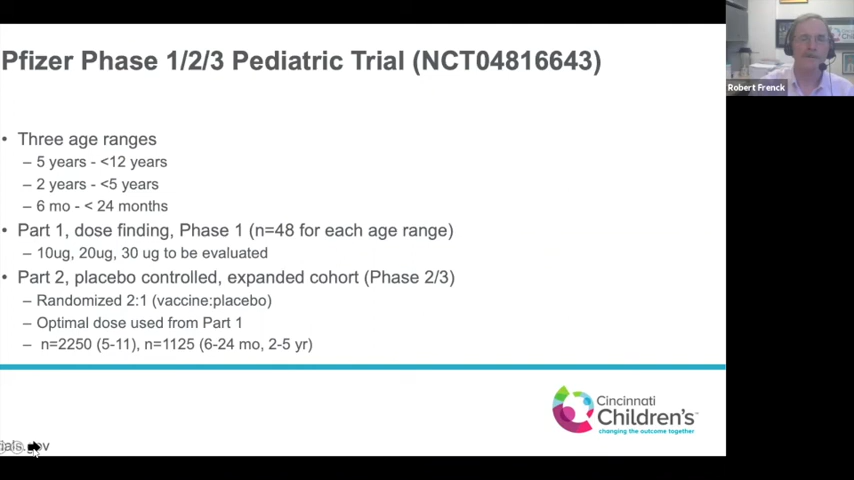 Pfizer Phase 1/2/3 Pediatric Trial (NCT04816643)
Robert Frenck
• Three age ranges
– 5 years - <12 years
– 2 years - <5 years
– 6 mo - < 24 months
• Part 1, dose finding, Phase 1 (n=48 for each age range)
– 10ug, 20ug, 30 ug to be evaluated
• Part 2, placebo controlled, expanded cohort (Phase 2/3)
– Randomized 2:1 (vaccine:placebo)
– Optimal dose used from Part 1
– n=2250 (5-11), n=1125 (6-24 mo, 2-5 yr)
Cincinnati
Children's
changing the outcome together